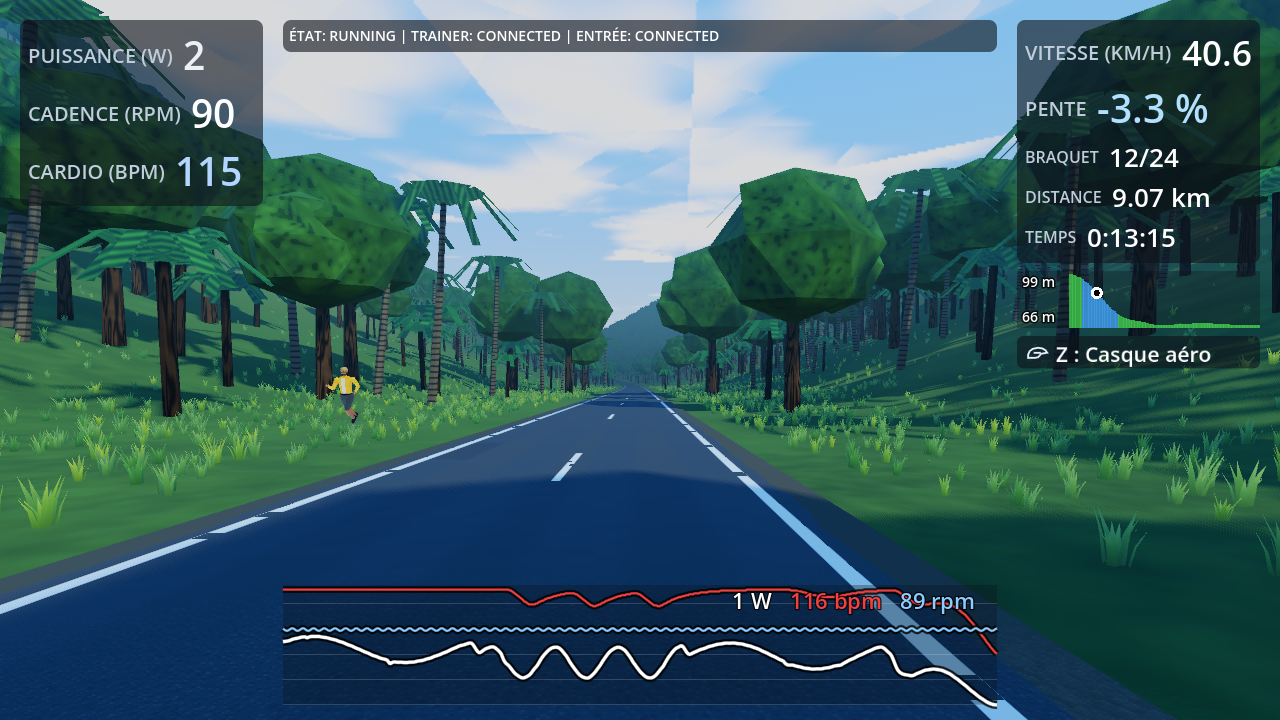 PUISSANCE (W) 2
CADENCE (RPM) 90
CARDIO (BPM) 115
ÉTAT: RUNNING | TRAINER: CONNECTED | ENTRÉE: CONNECTED
VITESSE (KM/H) 40.6
PENTE -3.3 %
BRAQUET 12/24
DISTANCE 9.07 km
TEMPS 0:13:15
99 m
66 m
Z : Casque aéro
1 W 116 bpm 89 rpm